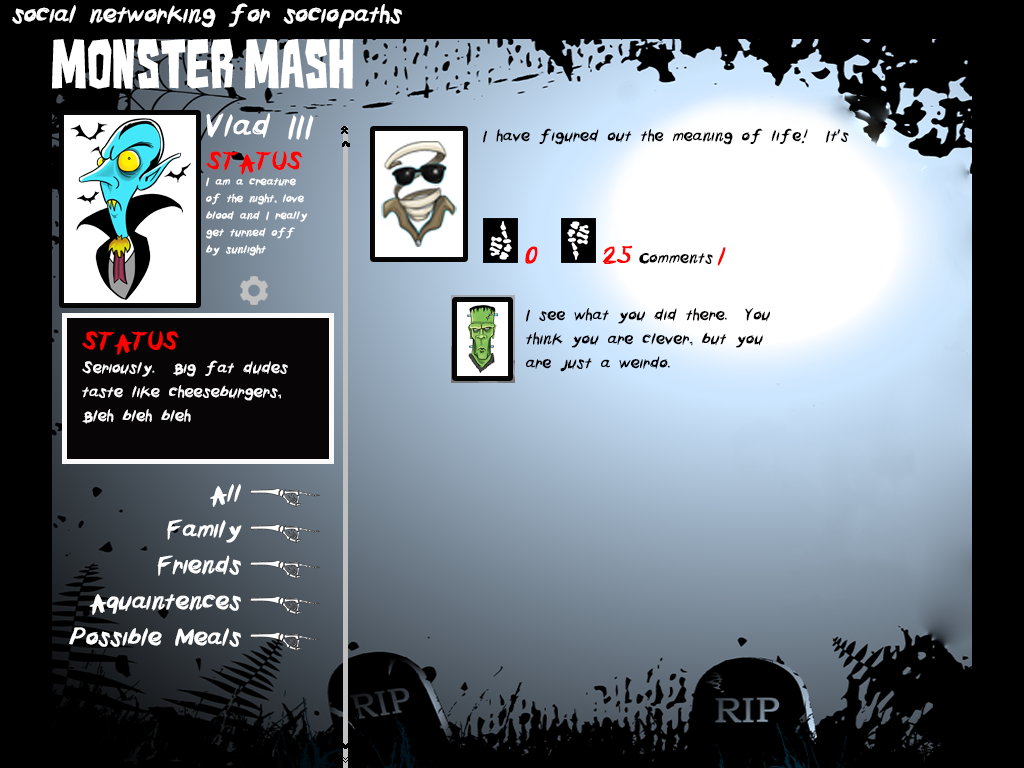 social networking for sociopaths
MONSTER MASH
Vlad III
STATUS
I am a creature
of the night, love
blood and I really
get turned off
by sunlight
STATUS
Seriously. Big fat dudes
taste like cheeseburgers,
Bleh bleh bleh
All
Family
Friends
Aquaintences
Possible Meals
I have figured out the meaning of life! It's
0 25 Comments 1
I see what you did there. You
think you are clever, but you
are just a weirdo.
RIP
RIP